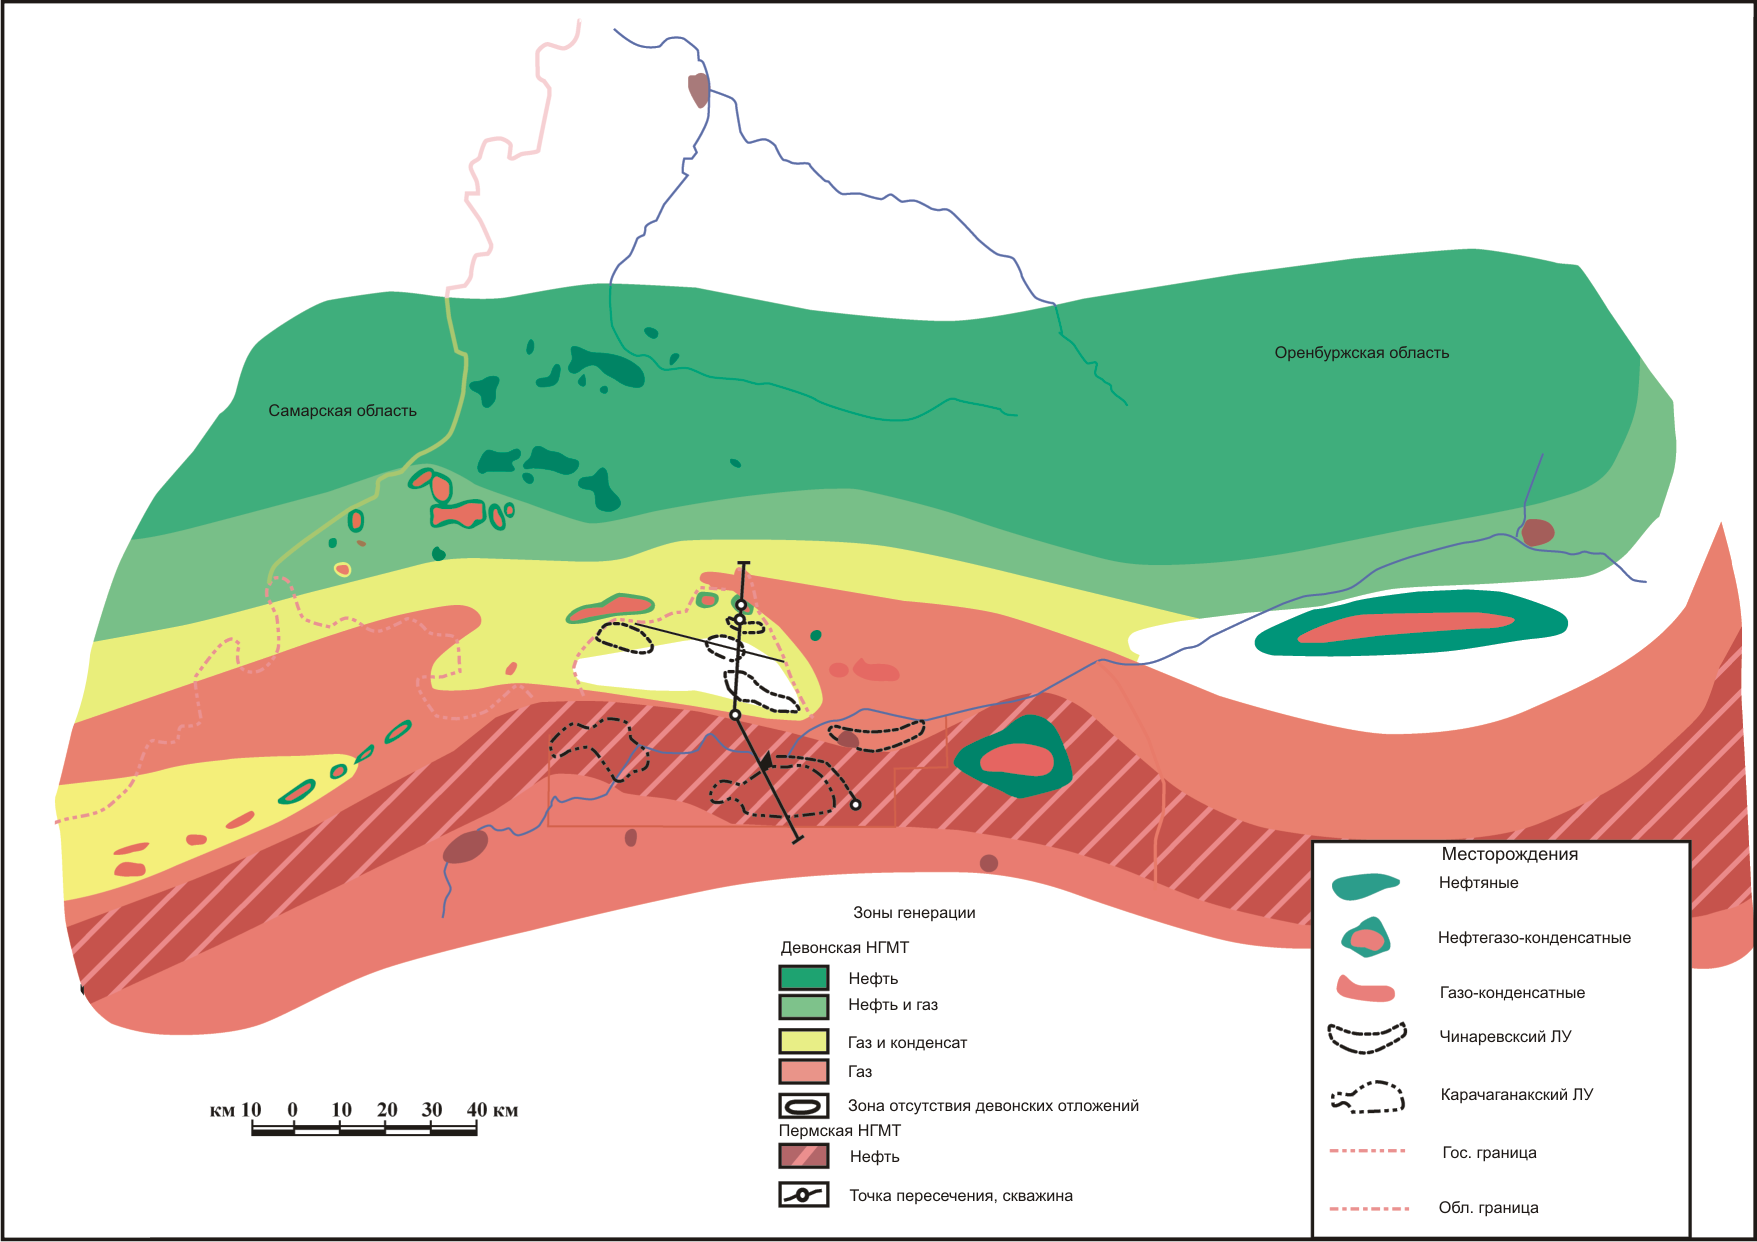 Оренбуржская область
Самарская область
Зоны генерации
Девонская НГМТ
Нефть
Нефть и газ
Газ и конденсат
Газ
Зона отсутствия девонских отложений
Пермская НГМТ
Нефть
Точка пересечения, скважина
км 10 0 10 20 30 40 км
Месторождения
Нефтяные
Нефтегазо-конденсатные
Газо-конденсатные
Чинаревсксий ЛУ
Карачаганакский ЛУ
Гос. граница
Обл. граница